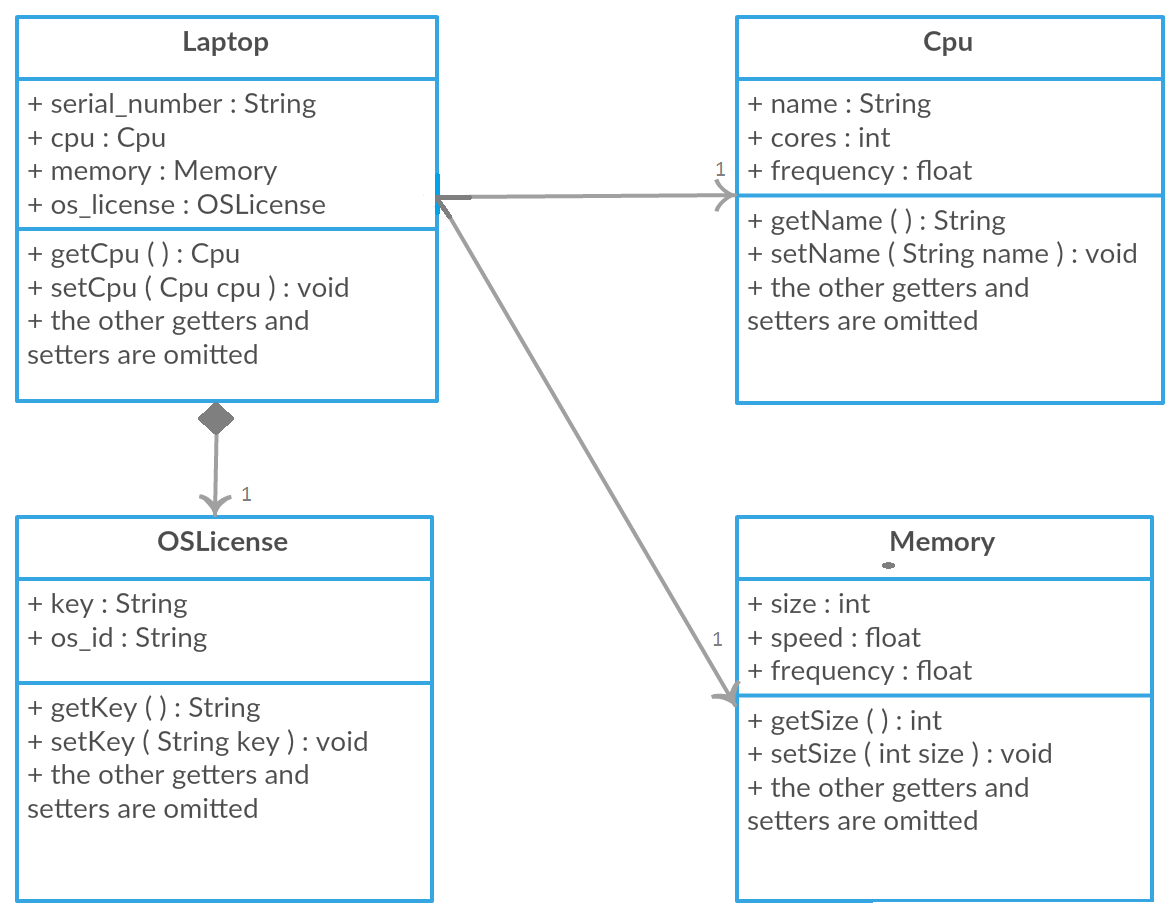 Laptop
+ serial_number : String
+ cpu : Cpu
+ memory : Memory
+ os_license : OSLicense
+ getCpu ( ) : Cpu
+ setCpu ( Cpu cpu ) : void
+ the other getters and
setters are omitted
Cpu
+ name : String
+ cores : int
+ frequency : float
+ getName ( ) : String
+ setName ( String name ) : void
+ the other getters and
setters are omitted
1
1
1
OSLicense
+ key : String
+ os_id : String
+ getKey ( ) : String
+ setKey ( String key ) : void
+ the other getters and
setters are omitted
Memory
+ size : int
+ speed : float
+ frequency : float
+ getSize ( ) : int
+ setSize ( int size ) : void
+ the other getters and
setters are omitted